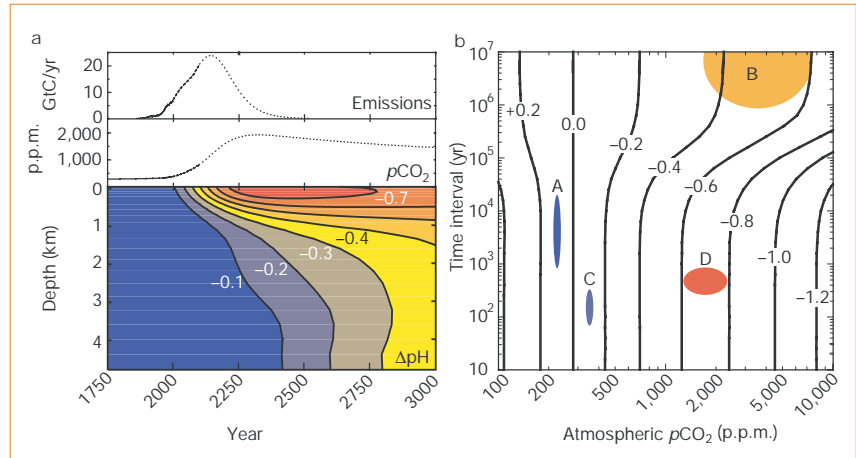 a
GtC/yr
20
10
0
Emissions
p.p.m.
2,000
1,000
pCO2
Depth (km)
0
1
2
3
4
–0.7
–0.4
–0.3
–0.2
–0.1
ΔpH
1750
2000
2250
2500
2750
3000
Year
b
Time interval (yr)
10^7
10^6
10^5
10^4
10^3
10^2
10
B
+0.2
0.0
–0.2
–0.4
–0.6
A
–0.8
C
D
–1.0
–1.2
100
200
500
1,000
2,000
5,000
10,000
Atmospheric pCO2 (p.p.m.)